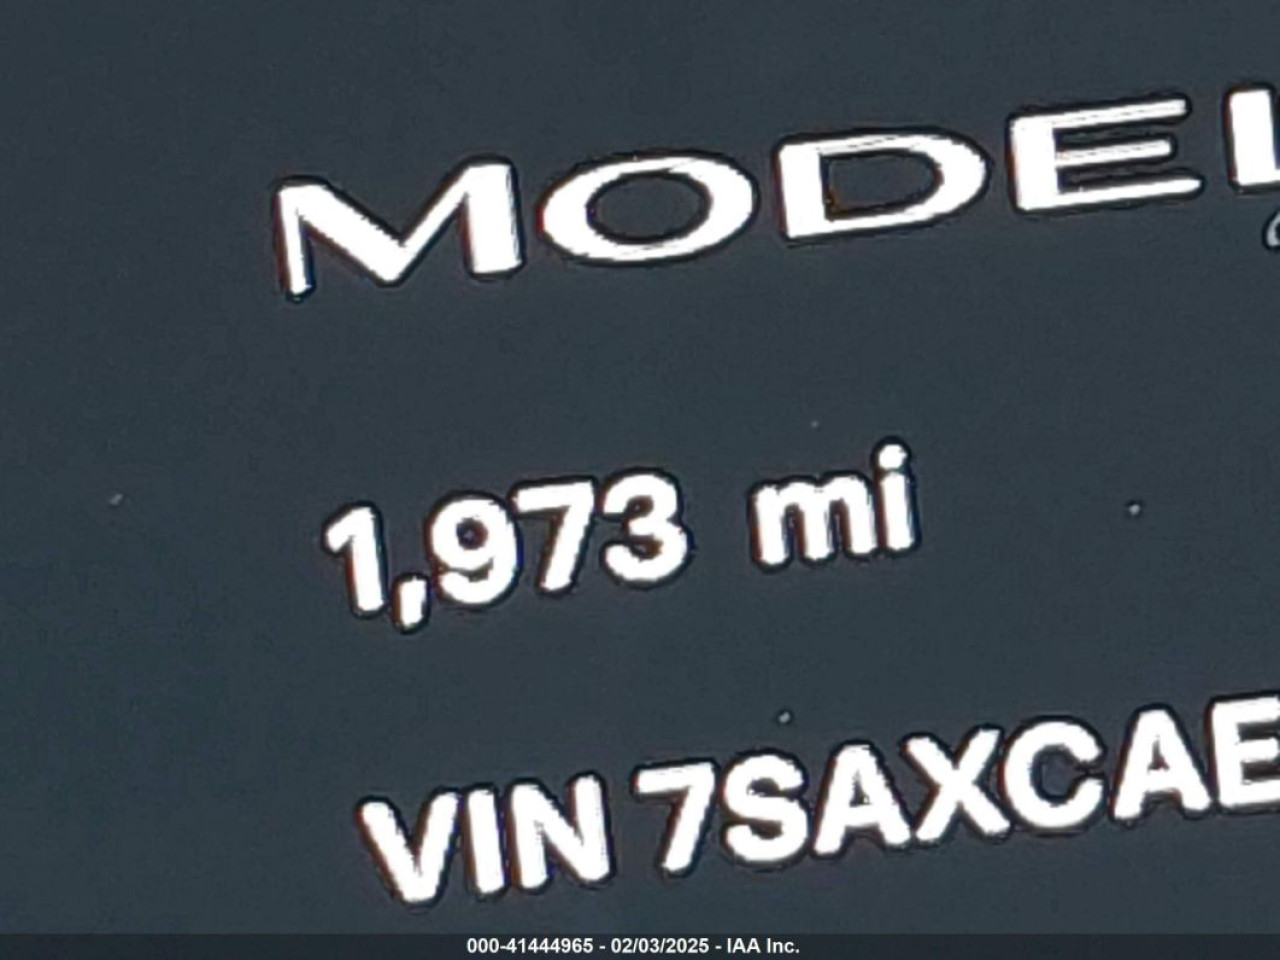 MODEL
1,973 mi
VIN 7SAXCAE
000-41444965 - 02/03/2025 - IAA Inc.